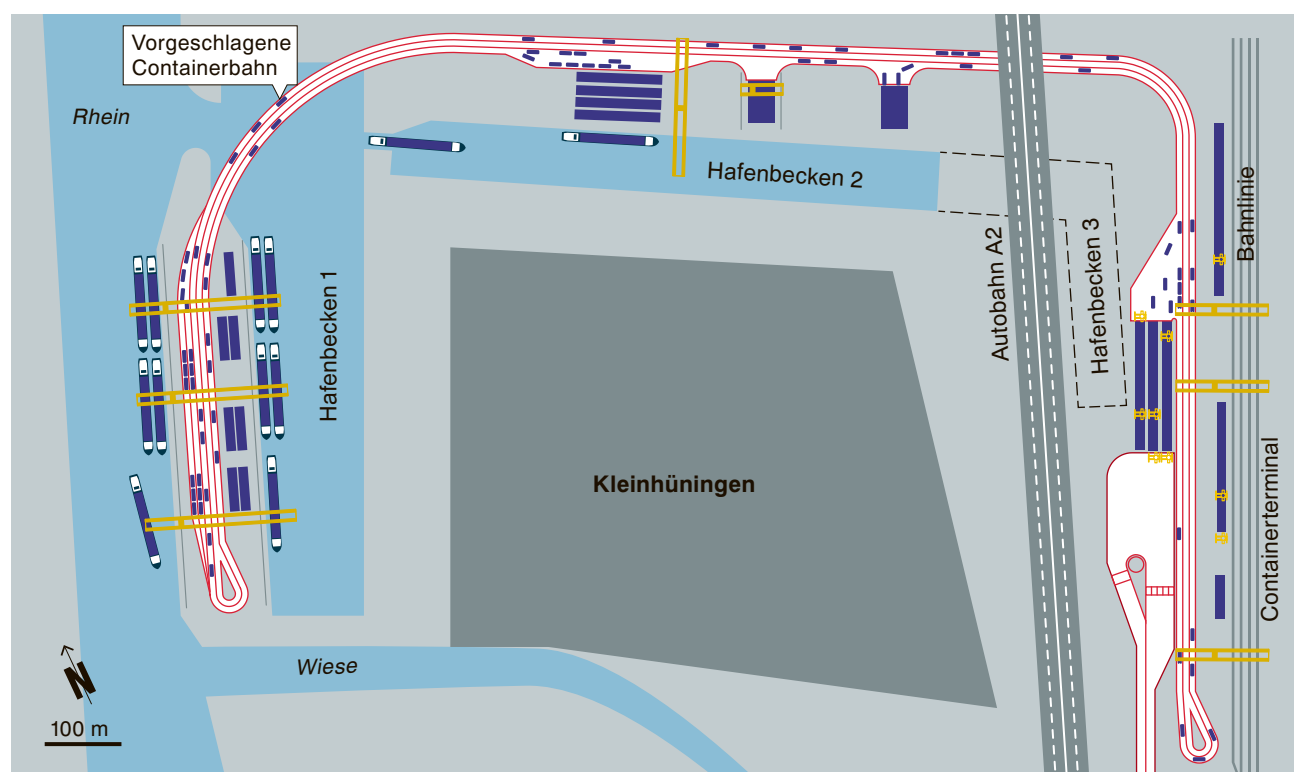 Vorgeschlagene
Containerbahn
Rhein
Hafenbecken 1
Hafenbecken 2
Autobahn A2
Hafenbecken 3
Bahnlinie
Containerterminal
Kleinhüningen
Wiese
N
100 m